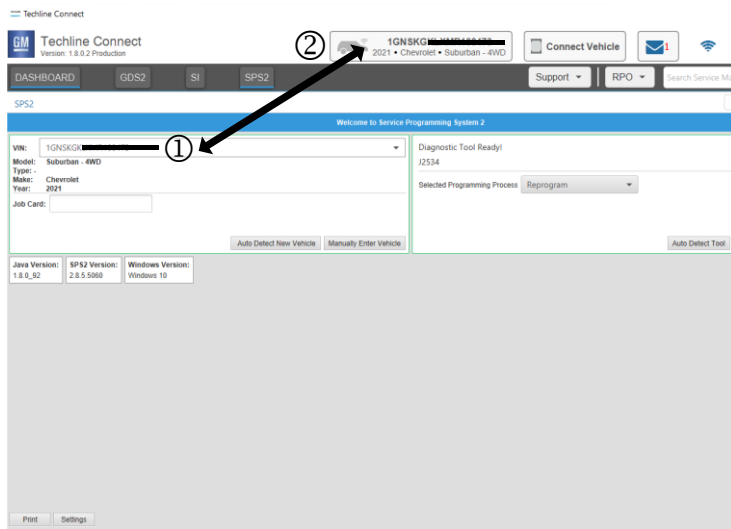 Techline Connect
GM
Techline Connect
Version: 1.8.0.2 Production
②
2021 • Chevrolet • Suburban - 4WD
Connect Vehicle
1
DASHBOARD
GDS2
SI
SPS2
Support
RPO
Search Service Ma
SPS2
Welcome to Service Programming System 2
VIN:
1GNSKGK
①
Model: Suburban - 4WD
Type: -
Make: Chevrolet
Year: 2021
Job Card:
Auto Detect New Vehicle
Manually Enter Vehicle
Diagnostic Tool Ready!
J2534
Selected Programming Process
Reprogram
Auto Detect Tool
Java Version:
1.8.0_92
SPS2 Version:
2.8.5.5060
Windows Version:
Windows 10
Print
Settings